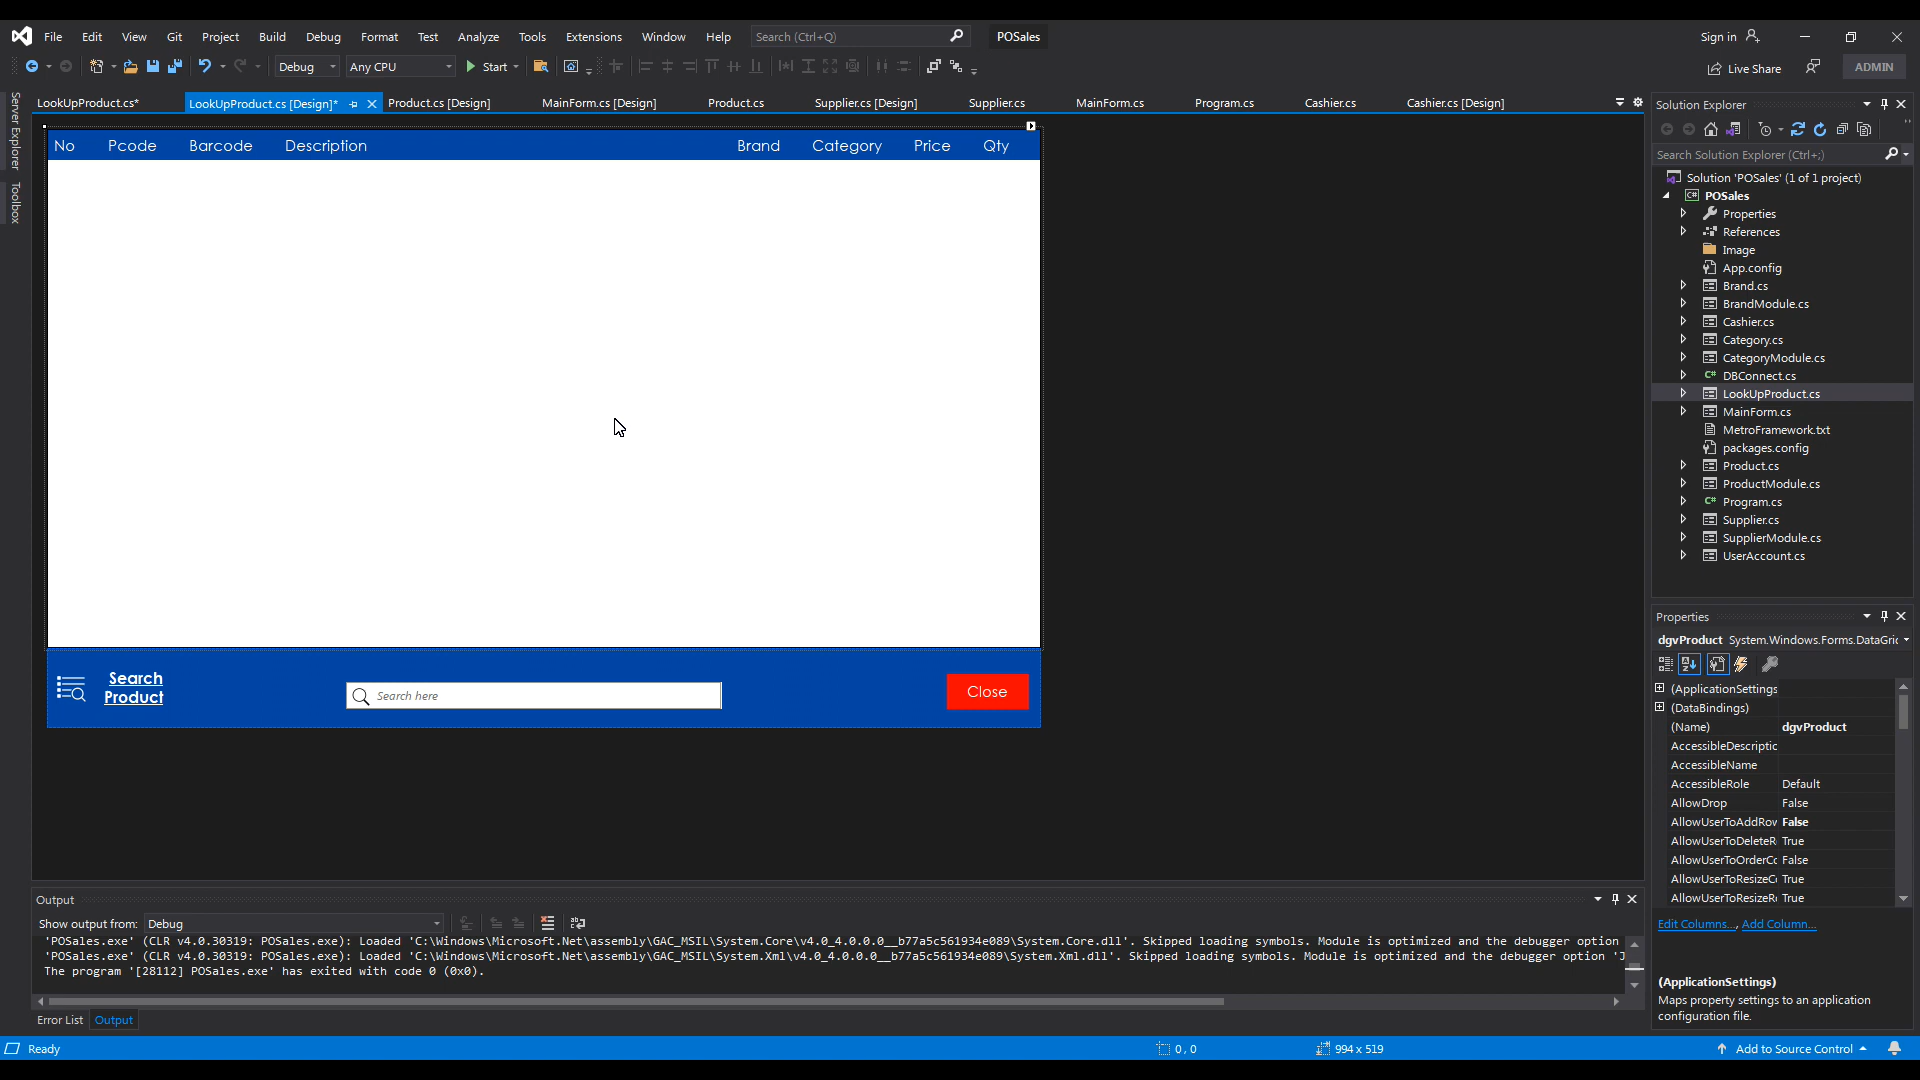 File Edit View Git Project Build Debug Format Test Analyze Tools Extensions Window Help Search (Ctrl+Q) POSales Sign in
Debug Any CPU Start Live Share ADMIN
LookUpProduct.cs* LookUpProduct.cs [Design]* Product.cs [Design] MainForm.cs [Design] Product.cs Supplier.cs [Design] Supplier.cs MainForm.cs Program.cs Cashier.cs Cashier.cs [Design]
Server Explorer
Toolbox
No Pcode Barcode Description Brand Category Price Qty
Search
Product
Search here
Close
Solution Explorer
Search Solution Explorer (Ctrl+;)
Solution 'POSales' (1 of 1 project)
C# POSales
Properties
References
Image
App.config
Brand.cs
BrandModule.cs
Cashier.cs
Category.cs
CategoryModule.cs
C# DBConnect.cs
LookUpProduct.cs
MainForm.cs
MetroFramework.txt
packages.config
Product.cs
ProductModule.cs
C# Program.cs
Supplier.cs
SupplierModule.cs
UserAccount.cs
Properties
dgvProduct System.Windows.Forms.DataGri
(ApplicationSettings
(DataBindings)
(Name) dgvProduct
AccessibleDescriptic
AccessibleName
AccessibleRole Default
AllowDrop False
AllowUserToAddRov False
AllowUserToDeleteR True
AllowUserToOrderCc False
AllowUserToResizeC True
AllowUserToResizeR True
Edit Columns..., Add Column...
(ApplicationSettings)
Maps property settings to an application
configuration file.
Output
Show output from: Debug
'POSales.exe' (CLR v4.0.30319: POSales.exe): Loaded 'C:\Windows\Microsoft.Net\assembly\GAC_MSIL\System.Core\v4.0_4.0.0.0__b77a5c561934e089\System.Core.dll'. Skipped loading symbols. Module is optimized and the debugger option
'POSales.exe' (CLR v4.0.30319: POSales.exe): Loaded 'C:\Windows\Microsoft.Net\assembly\GAC_MSIL\System.Xml\v4.0_4.0.0.0__b77a5c561934e089\System.Xml.dll'. Skipped loading symbols. Module is optimized and the debugger option 'J
The program '[28112] POSales.exe' has exited with code 0 (0x0).
Error List Output
Ready 0 , 0 994 x 519 Add to Source Control